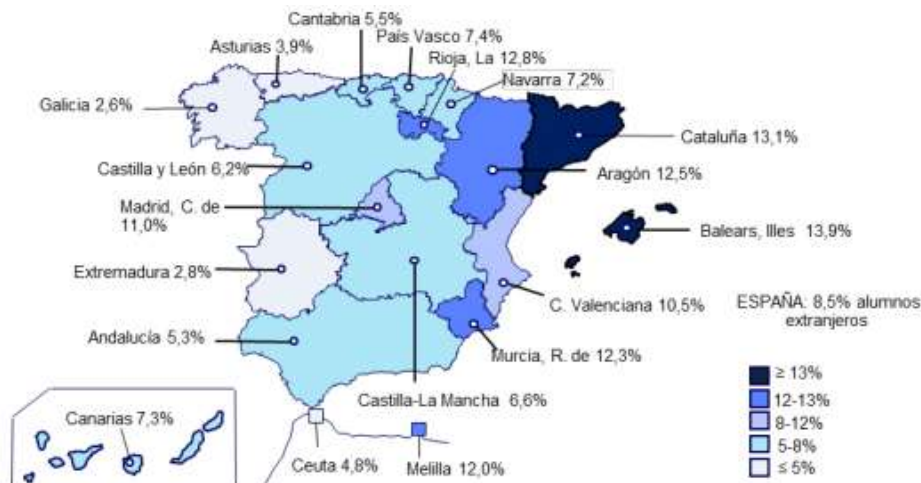 Cantabria 5,5%
País Vasco 7,4%
Asturias 3,9%
Rioja, La 12,8%
Navarra 7,2%
Galicia 2,6%
Cataluña 13,1%
Castilla y León 6,2%
Aragón 12,5%
Madrid, C. de
11,0%
Balears, Illes 13,9%
Extremadura 2,8%
C. Valenciana 10,5%
ESPAÑA: 8,5% alumnos
extranjeros
Andalucía 5,3%
Murcia, R. de 12,3%
≥ 13%
12-13%
8-12%
5-8%
≤ 5%
Castilla-La Mancha 6,6%
Canarias 7,3%
Ceuta 4,8%
Melilla 12,0%